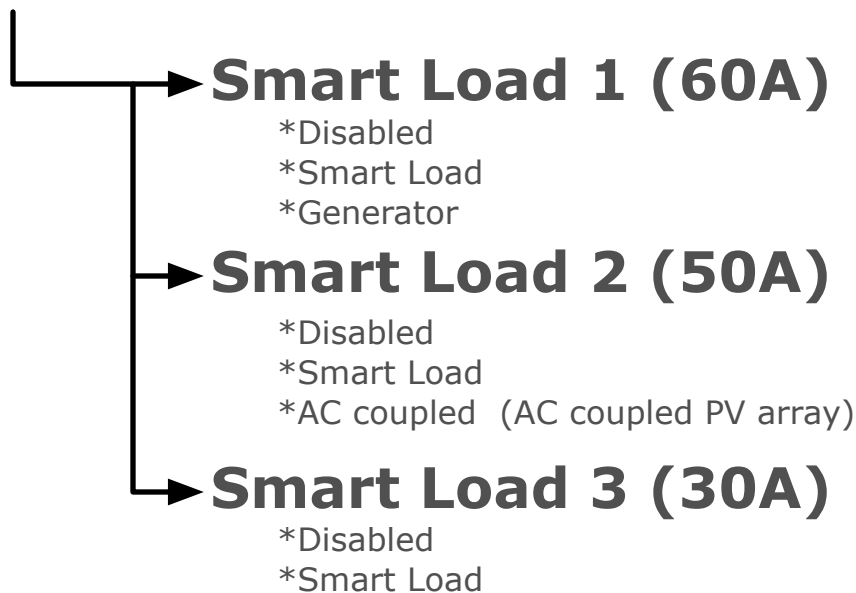 Smart Load 1 (60A)
*Disabled
*Smart Load
*Generator
Smart Load 2 (50A)
*Disabled
*Smart Load
*AC coupled  (AC coupled PV array)
Smart Load 3 (30A)
*Disabled
*Smart Load